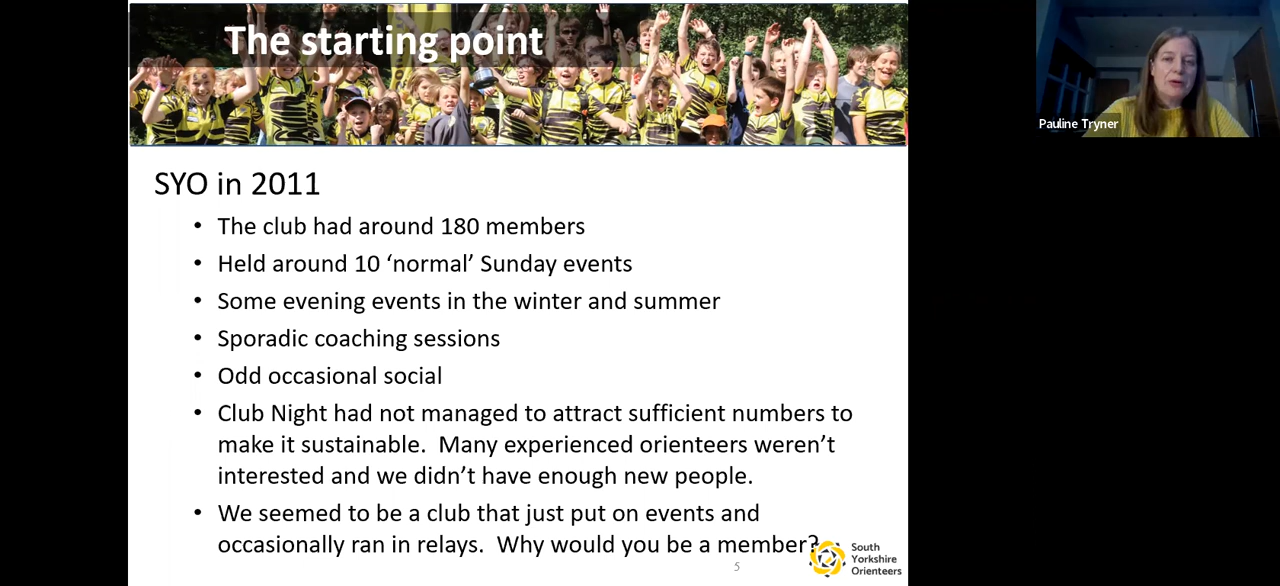 The starting point
Pauline Tryner
SYO in 2011
• The club had around 180 members
• Held around 10 ‘normal’ Sunday events
• Some evening events in the winter and summer
• Sporadic coaching sessions
• Odd occasional social
• Club Night had not managed to attract sufficient numbers to
make it sustainable.  Many experienced orienteers weren’t
interested and we didn’t have enough new people.
• We seemed to be a club that just put on events and
occasionally ran in relays.  Why would you be a member?
South
Yorkshire
Orienteers
5